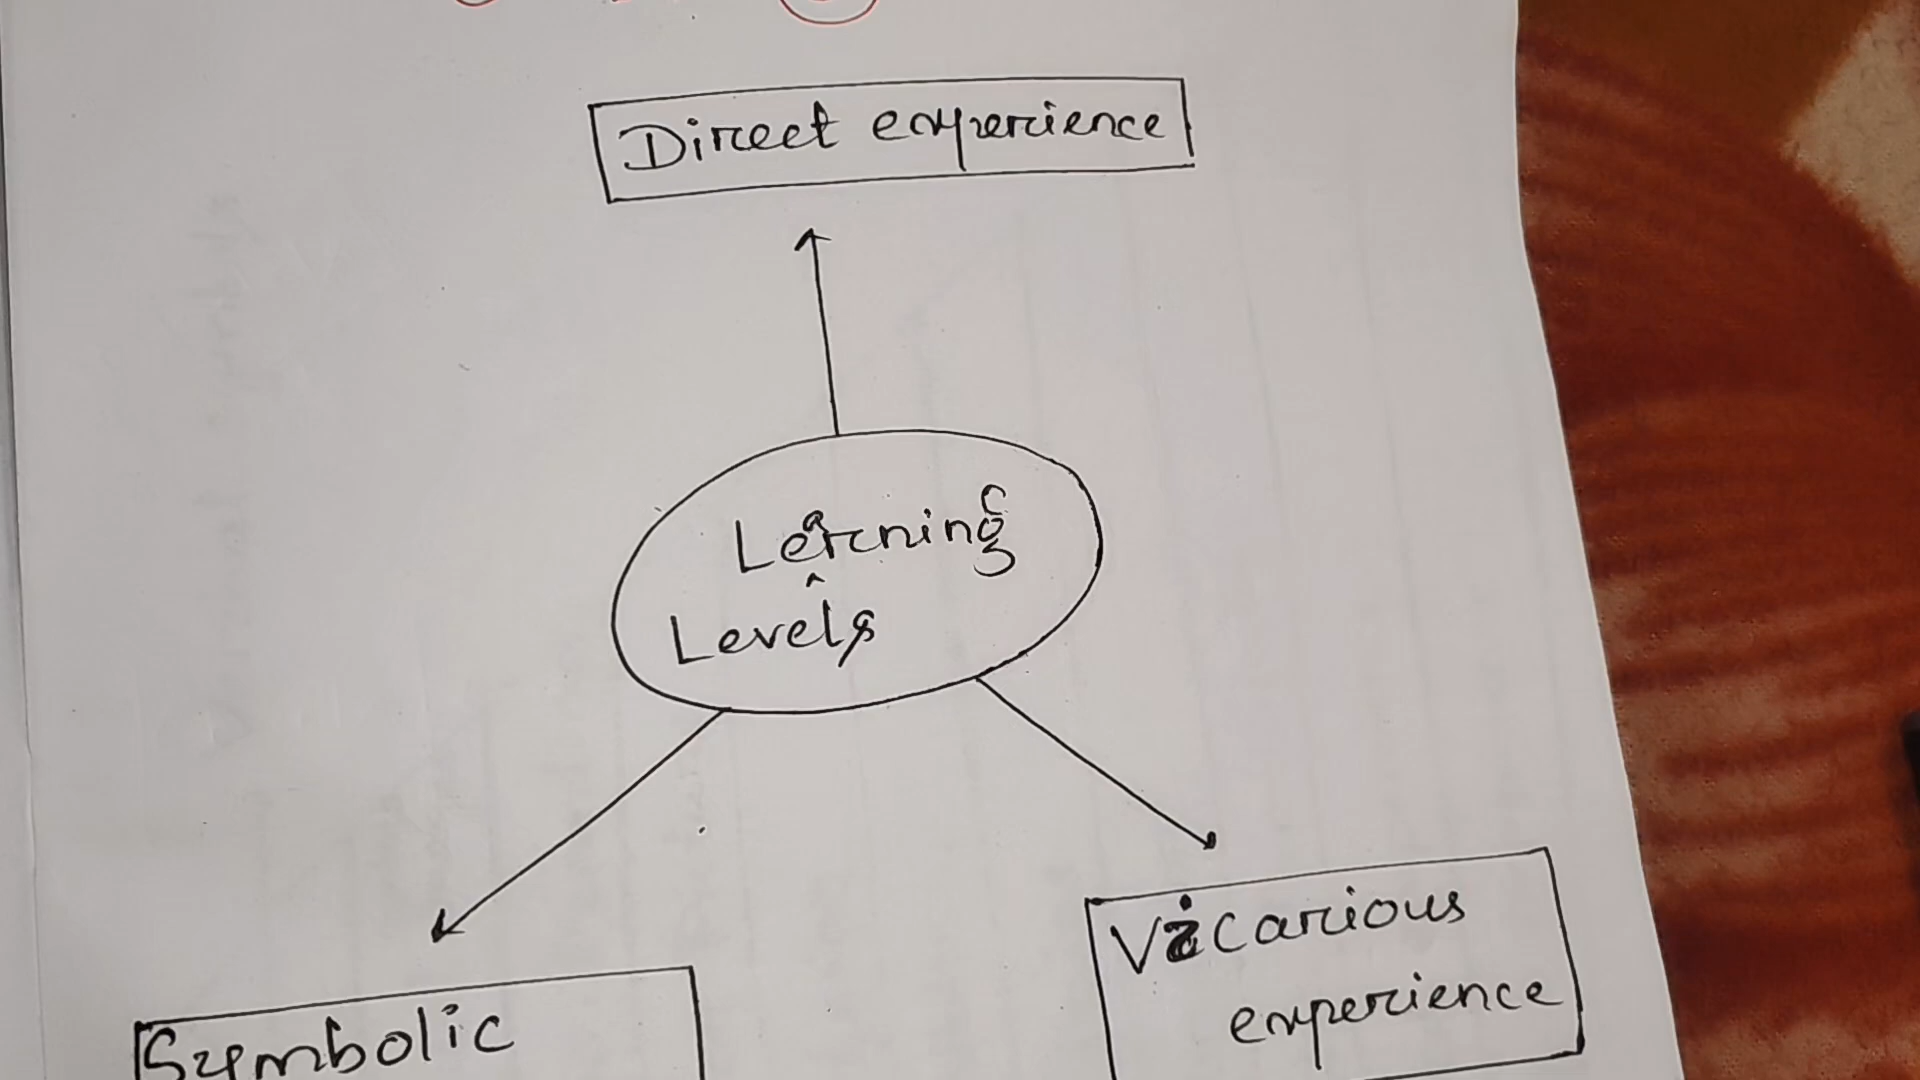 Direct experience
Learning
Levels
Vicarious
experience
Symbolic